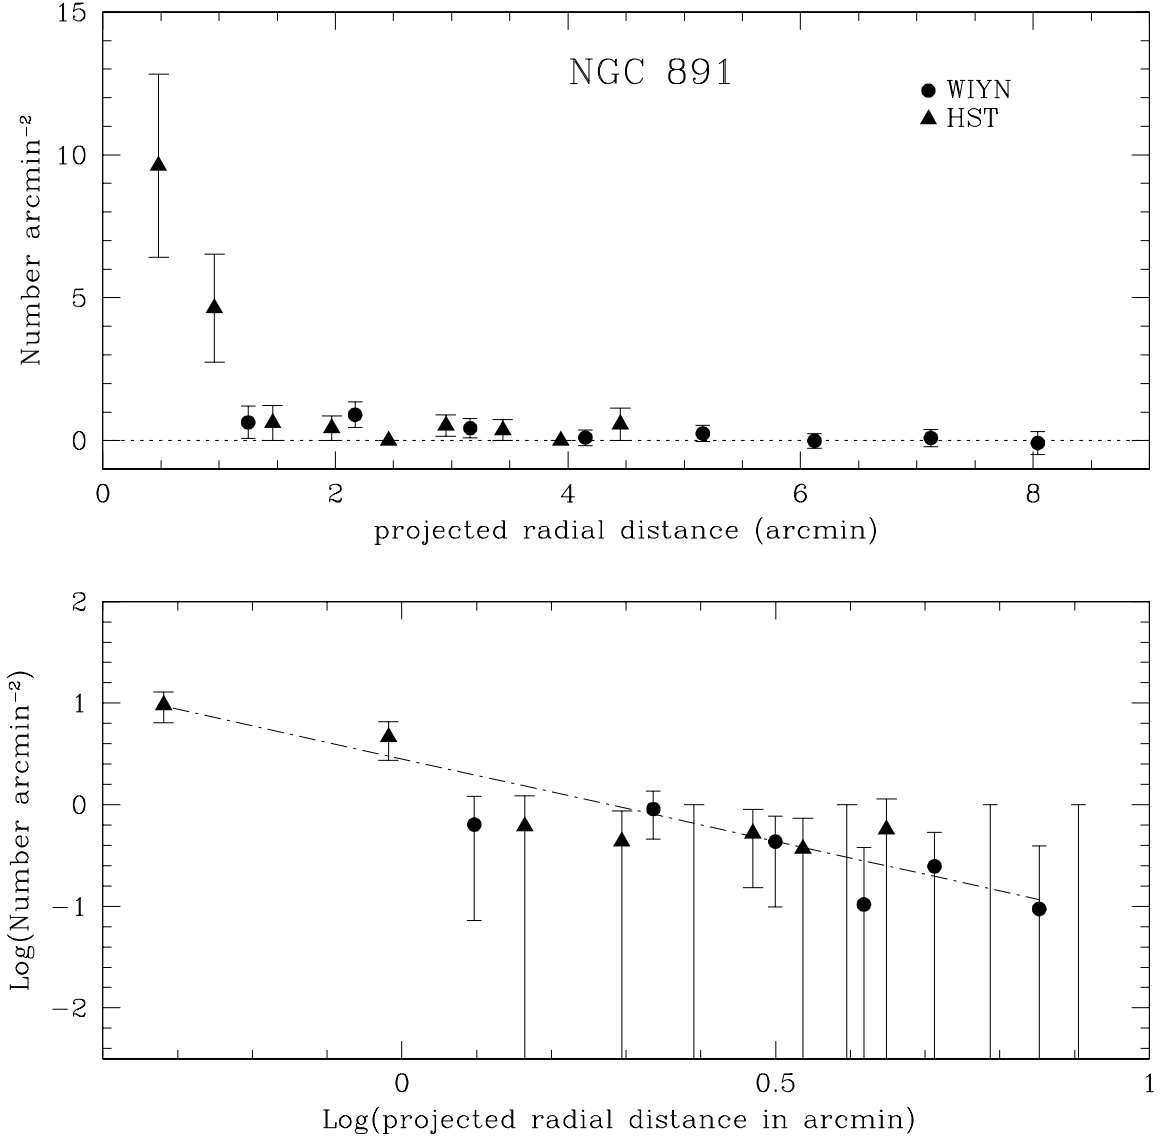 15
NGC 891
WIYN
HST
10
5
0
Number arcmin⁻²
0 2 4 6 8
projected radial distance (arcmin)
2
1
0
−1
−2
Log(Number arcmin⁻²)
0 0.5 1
Log(projected radial distance in arcmin)